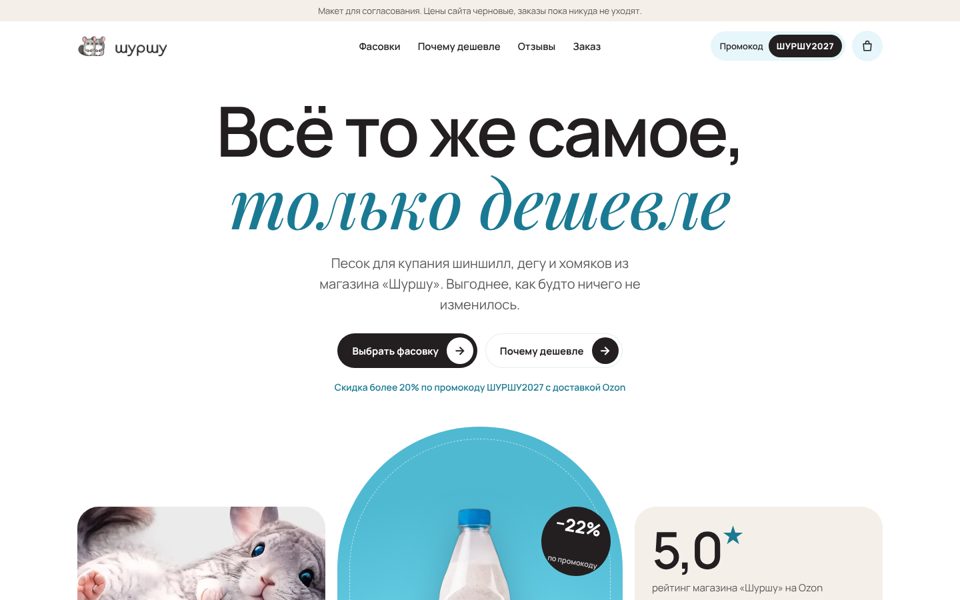 Макет для согласования. Цены сайта черновые, заказы пока никуда не уходят.
шуршу
Фасовки Почему дешевле Отзывы Заказ
Промокод ШУРШУ2027
Всё то же самое,
только дешевле
Песок для купания шиншилл, дегу и хомяков из
магазина «Шуршу». Выгоднее, как будто ничего не
изменилось.
Выбрать фасовку
Почему дешевле
Скидка более 20% по промокоду ШУРШУ2027 с доставкой Ozon
−22%
по промокоду
5,0
рейтинг магазина «Шуршу» на Ozon